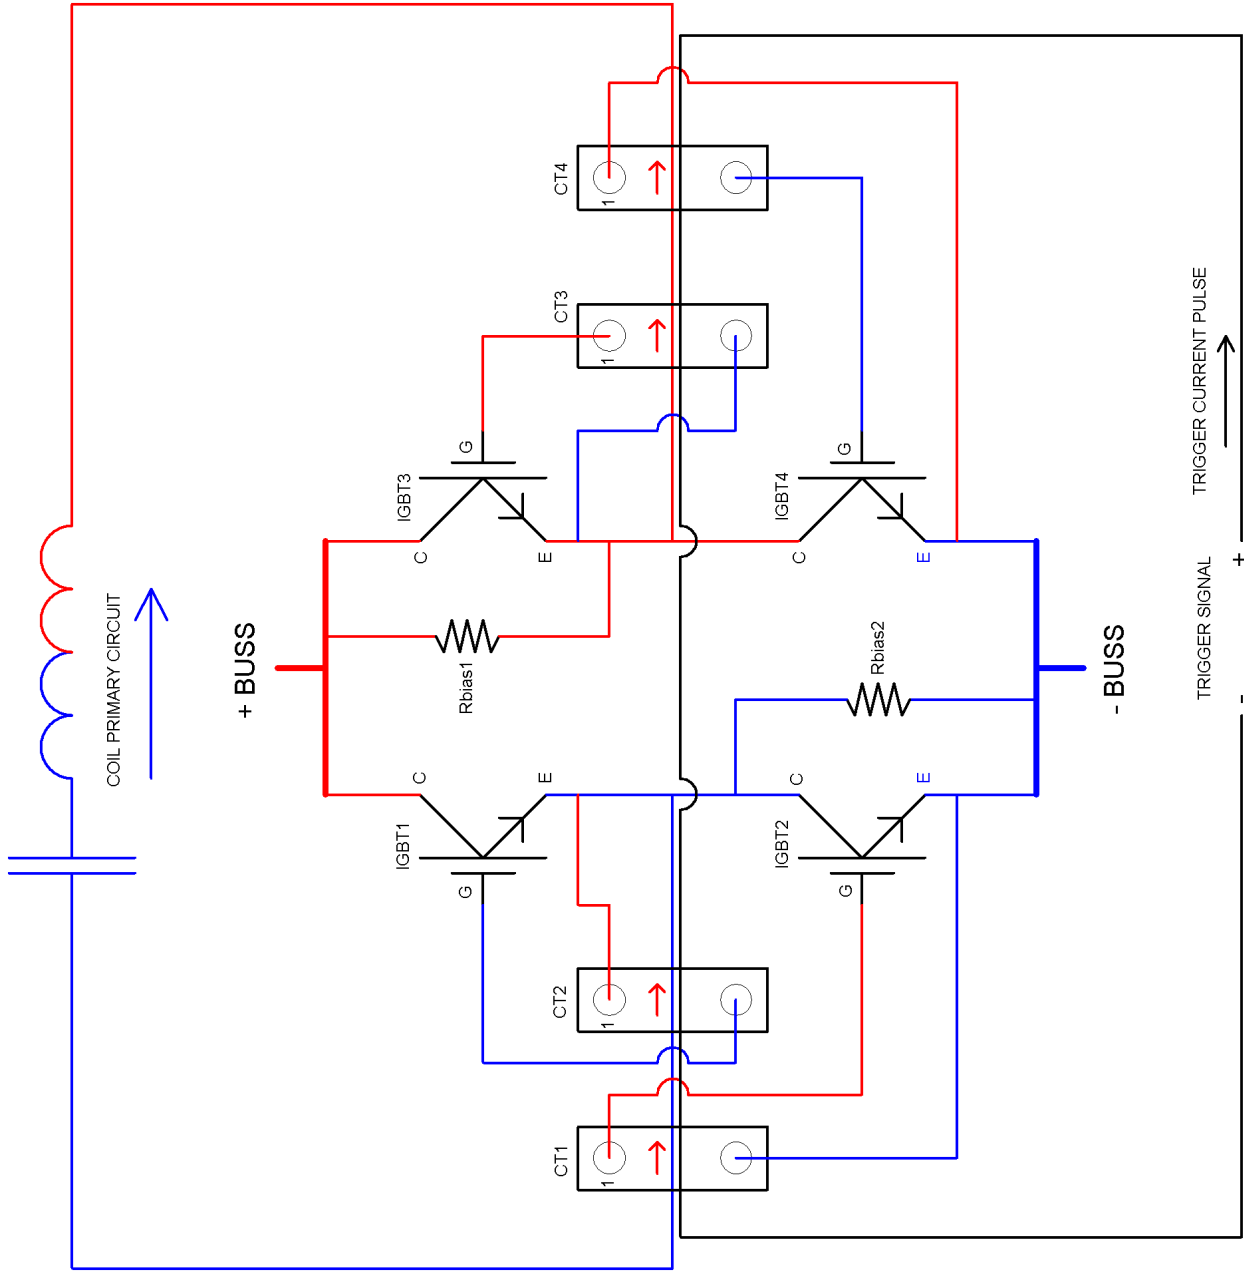 COIL PRIMARY CIRCUIT
+ BUSS
IGBT1
IGBT3
C
C
G
Rbias1
G
E
E
CT1
CT2
CT3
CT4
1
1
1
1
IGBT2
IGBT4
C
C
G
Rbias2
G
E
E
- BUSS
TRIGGER SIGNAL
TRIGGER CURRENT PULSE
-
+